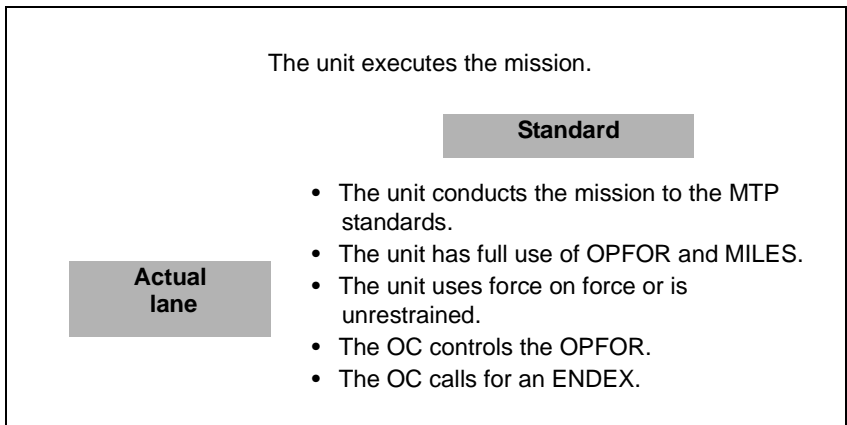 The unit executes the mission.
Standard
• The unit conducts the mission to the MTP
standards.
• The unit has full use of OPFOR and MILES.
Actual
lane
• The unit uses force on force or is
unrestrained.
• The OC controls the OPFOR.
• The OC calls for an ENDEX.